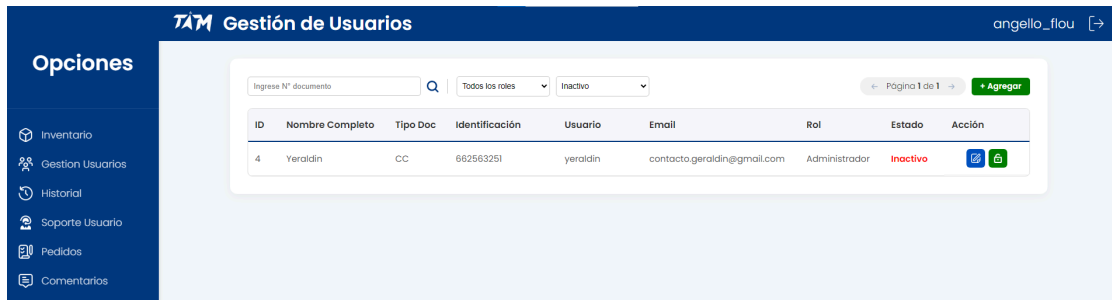 TAM Gestión de Usuarios
angello_flou
Opciones
Inventario
Gestion Usuarios
Historial
Soporte Usuario
Pedidos
Comentarios
Ingrese N° documento
Todos los roles
Inactivo
← Página 1 de 1 →
+ Agregar
ID Nombre Completo Tipo Doc Identificación Usuario Email Rol Estado Acción
4 Yeraldin CC 662563251 yeraldin contacto.geraldin@gmail.com Administrador Inactivo